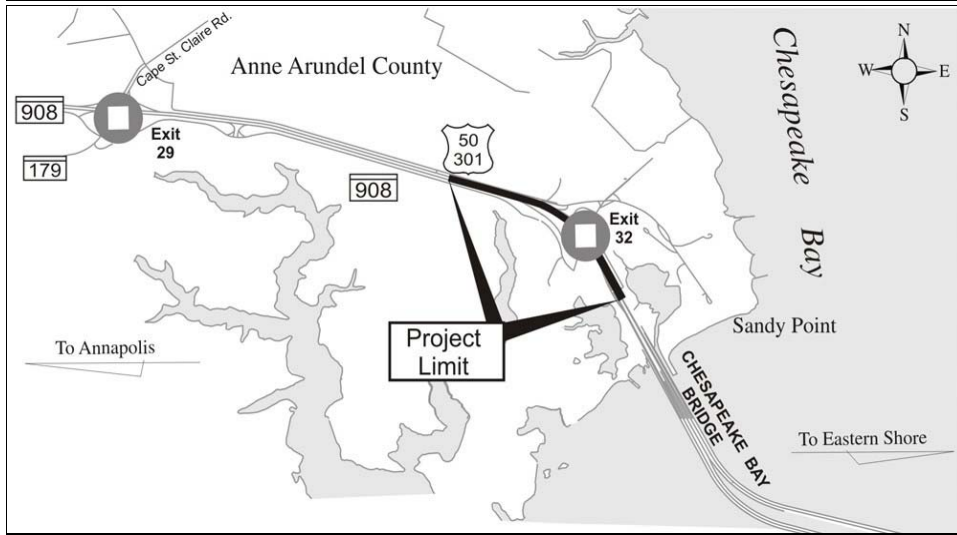 Cape St. Claire Rd.
Anne Arundel County
Chesapeake Bay
N
W
E
S
908
Exit
29
179
50
301
908
Exit
32
Sandy Point
Project
Limit
To Annapolis
CHESAPEAKE BAY
BRIDGE
To Eastern Shore